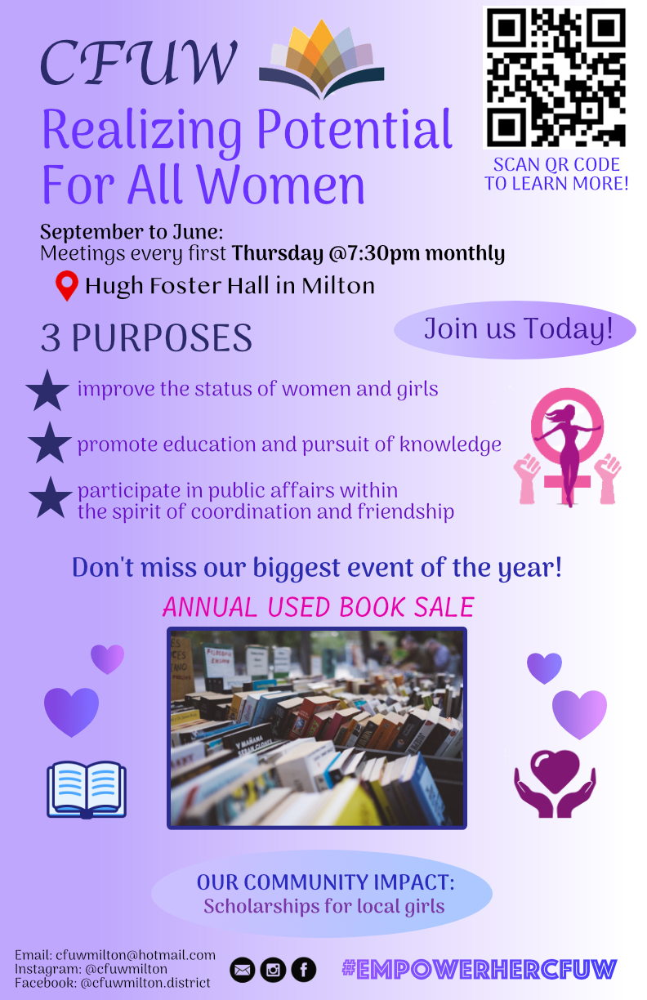 CFUW
SCAN QR CODE
TO LEARN MORE!
Realizing Potential
For All Women
September to June:
Meetings every first Thursday @7:30pm monthly
Hugh Foster Hall in Milton
Join us Today!
3 PURPOSES
improve the status of women and girls
promote education and pursuit of knowledge
participate in public affairs within
the spirit of coordination and friendship
Don't miss our biggest event of the year!
ANNUAL USED BOOK SALE
Y MAÑANA
SERÁN CLONES
OUR COMMUNITY IMPACT:
Scholarships for local girls
Email: cfuwmilton@hotmail.com
Instagram: @cfuwmilton
Facebook: @cfuwmilton.district
#EMPOWERHERCFUW